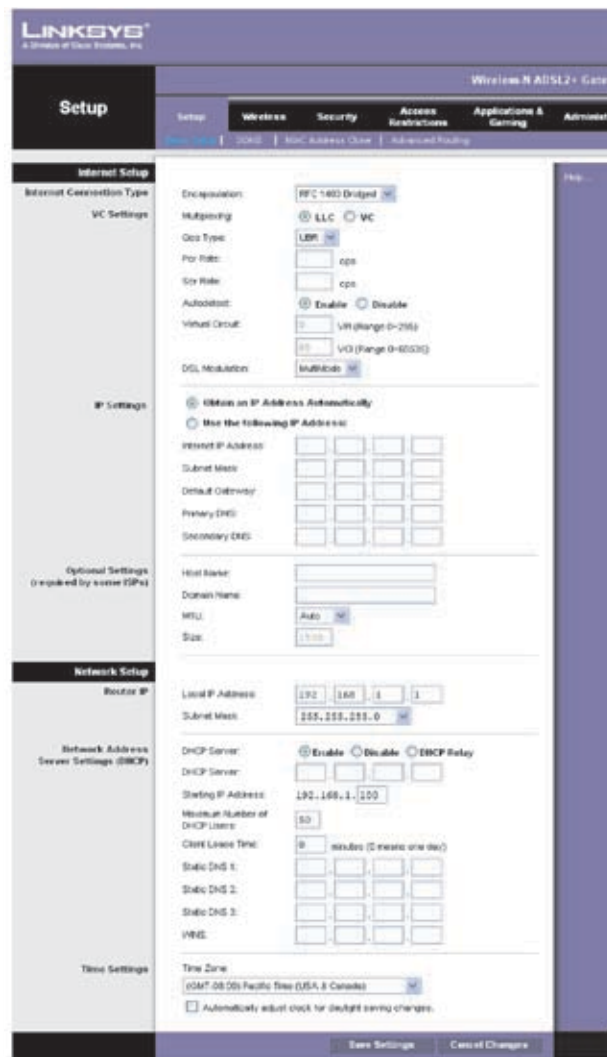 LINKSYS®
A Division of Cisco Systems, Inc.
Wireless-N ADSL2+ Gate
Setup
Setup Wireless Security Access Restrictions Applications & Gaming Administ
Basic Setup | DDNS | MAC Address Clone | Advanced Routing
Internet Setup
Help...
Internet Connection Type
Encapsulation: RFC 1483 Bridged
VC Settings
Multiplexing: LLC VC
Qos Type: UBR
Pcr Rate: cps
Scr Rate: cps
Autodetect: Enable Disable
Virtual Circuit: 0 VPI (Range 0~255)
VCI (Range 0~65535)
DSL Modulation: MultiMode
IP Settings
Obtain an IP Address Automatically
Use the following IP Address:
Internet IP Address:
Subnet Mask:
Default Gateway:
Primary DNS:
Secondary DNS:
Optional Settings
(required by some ISPs)
Host Name:
Domain Name:
MTU: Auto
Size: 1500
Network Setup
Router IP
Local IP Address: 192 . 168 . 1 . 1
Subnet Mask: 255.255.255.0
Network Address
Server Settings (DHCP)
DHCP Server: Enable Disable DHCP Relay
DHCP Server:
Starting IP Address: 192.168.1.100
Maximum Number of
DHCP Users: 50
Client Lease Time: 0 minutes (0 means one day)
Static DNS 1:
Static DNS 2:
Static DNS 3:
WINS:
Time Settings
Time Zone
(GMT-08:00) Pacific Time (USA & Canada)
Automatically adjust clock for daylight saving changes.
Save Settings Cancel Changes